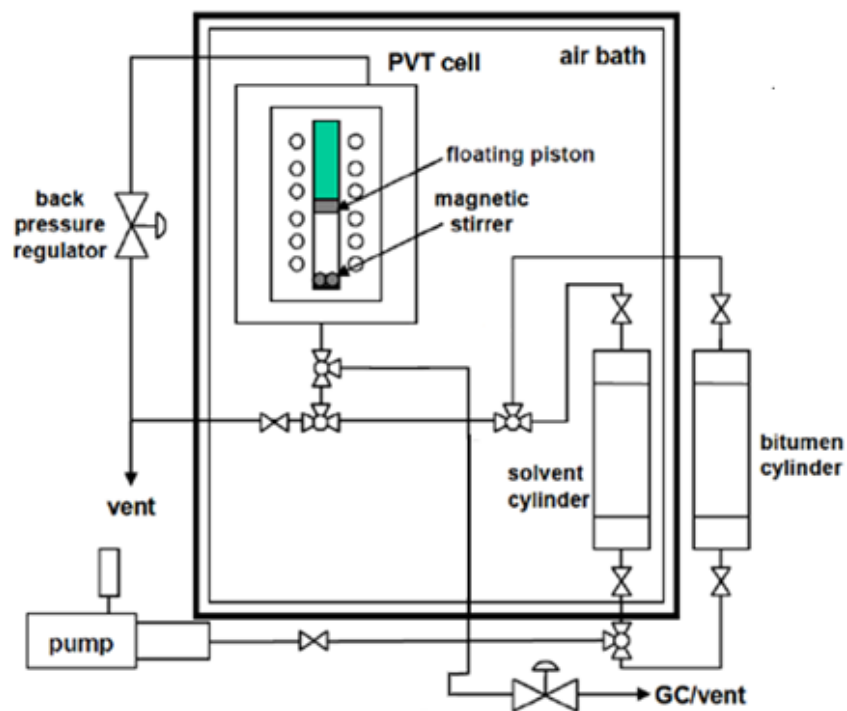 PVT cell
air bath
floating piston
magnetic
stirrer
back
pressure
regulator
solvent
cylinder
bitumen
cylinder
vent
pump
GC/vent